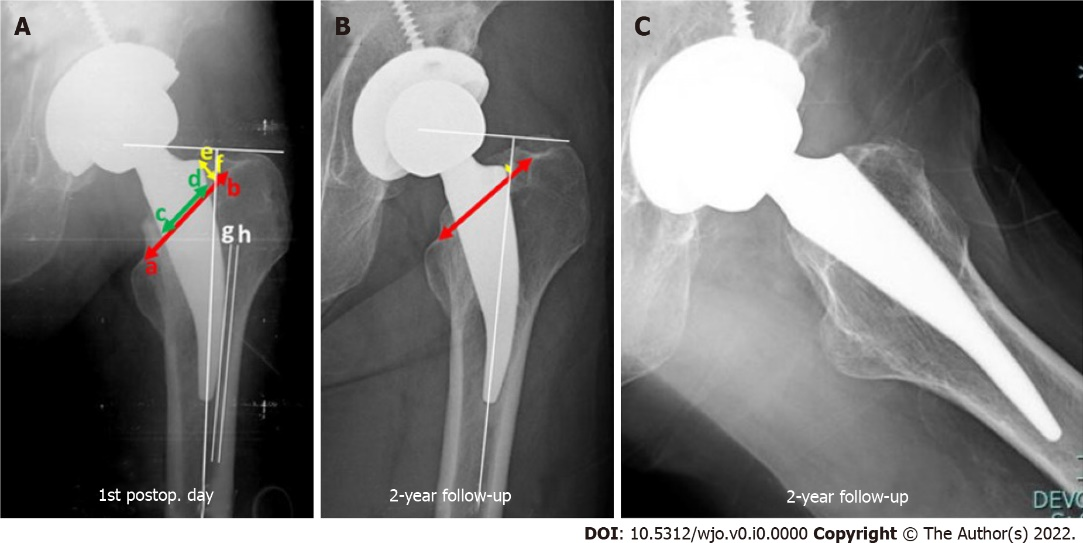 A
B
C
e
f
d
b
c
g h
a
1st postop. day
2-year follow-up
2-year follow-up
DEVC
DOI: 10.5312/wjo.v0.i0.0000 Copyright © The Author(s) 2022.